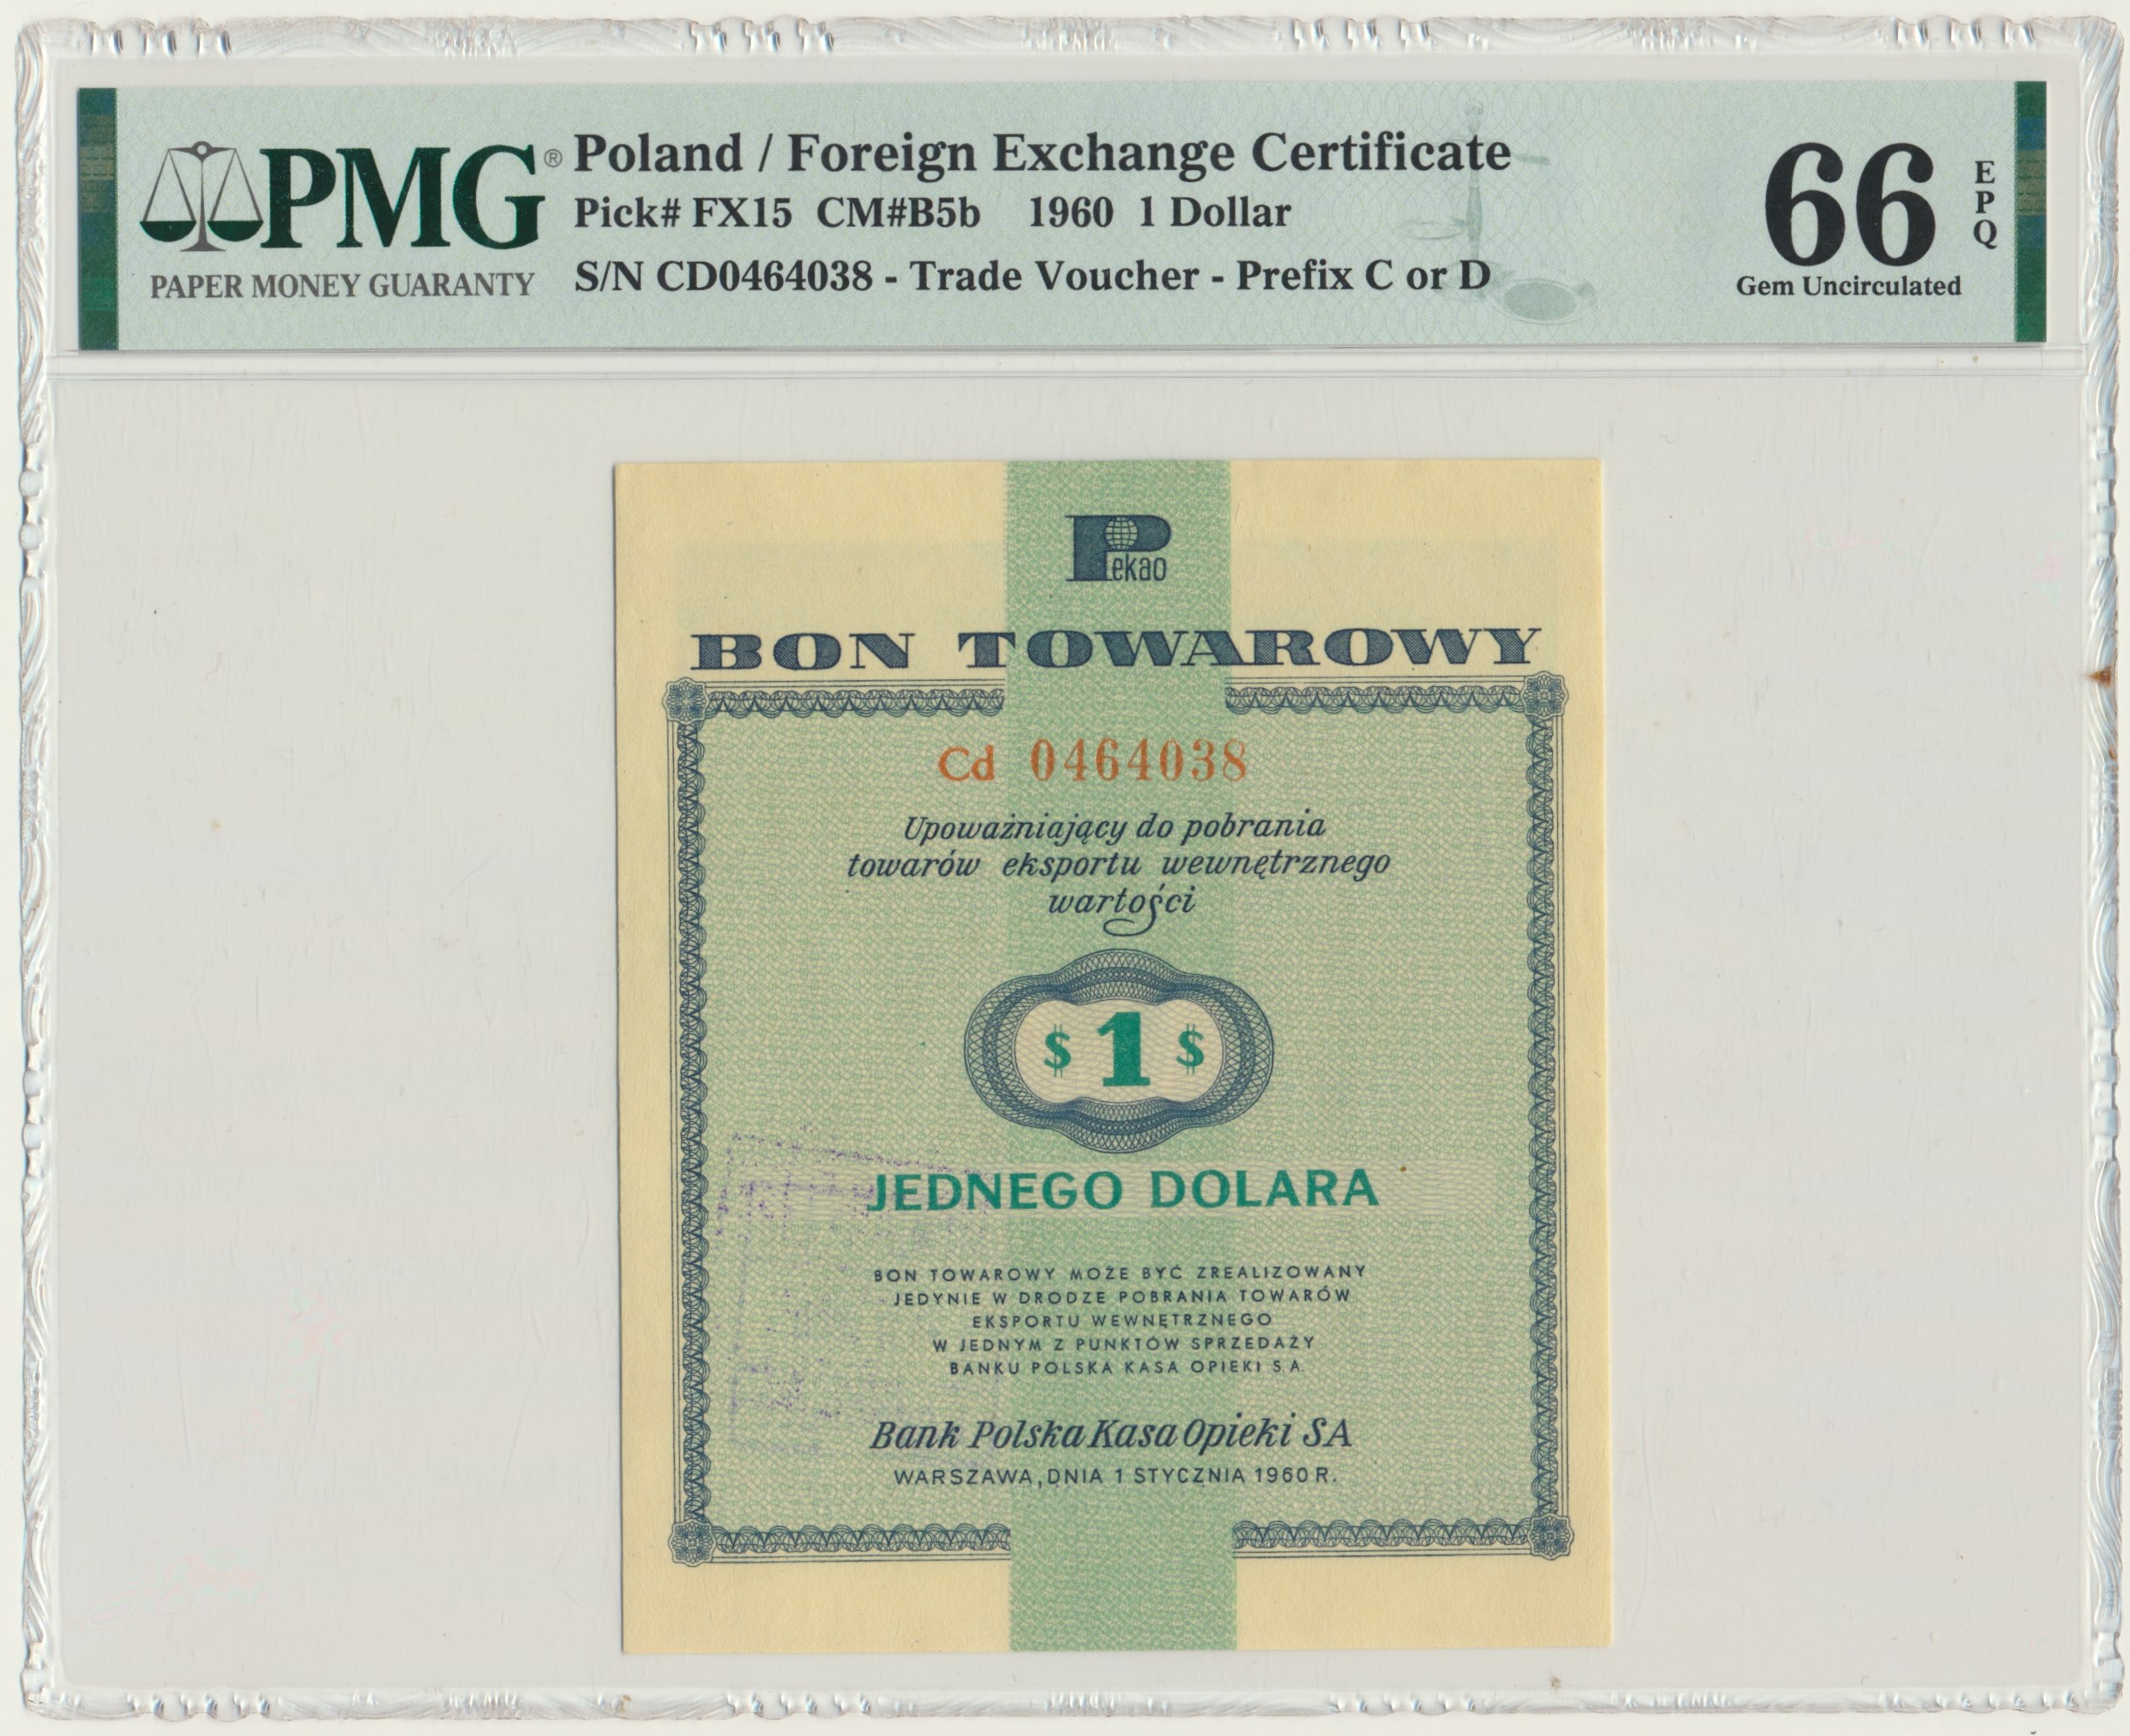 PMG®
PAPER MONEY GUARANTY
Poland / Foreign Exchange Certificate
Pick# FX15 CM#B5b 1960 1 Dollar
S/N CD0464038 - Trade Voucher - Prefix C or D
66
EPQ
Gem Uncirculated
Pekao
BON TOWAROWY
Cd 0464038
Upoważniający do pobrania
towarów eksportu wewnętrznego
wartości
$ 1 $
JEDNEGO DOLARA
BON TOWAROWY MOŻE BYĆ ZREALIZOWANY
JEDYNIE W DRODZE POBRANIA TOWARÓW
EKSPORTU WEWNĘTRZNEGO
W JEDNYM Z PUNKTÓW SPRZEDAŻY
BANKU POLSKA KASA OPIEKI S.A.
Bank Polska Kasa Opieki SA
WARSZAWA, DNIA 1 STYCZNIA 1960 R.